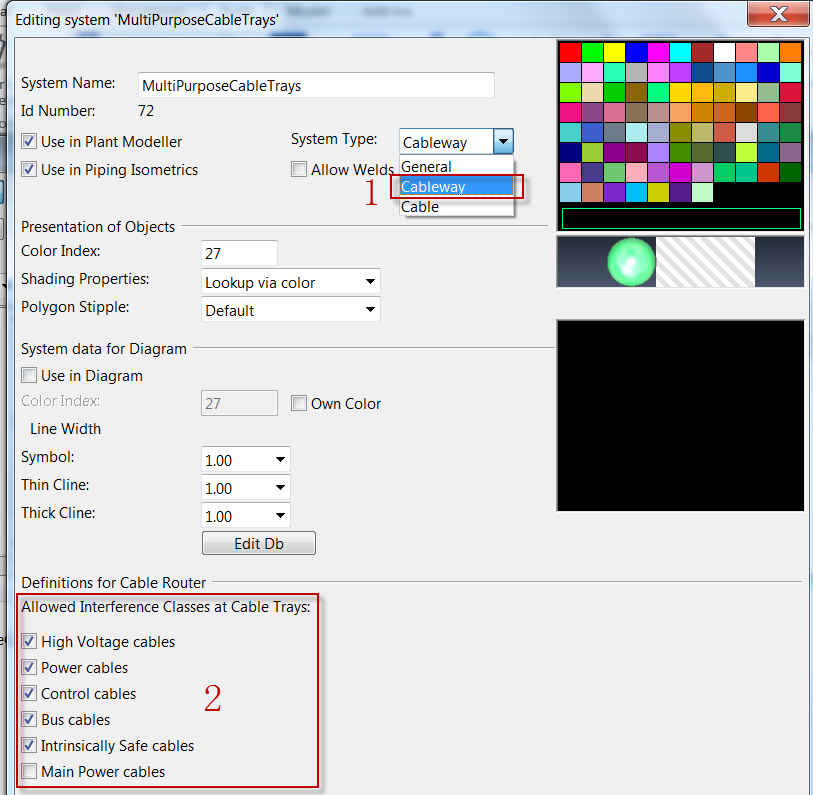 Editing system 'MultiPurposeCableTrays'
System Name: MultiPurposeCableTrays
Id Number: 72
Use in Plant Modeller
System Type: Cableway
Use in Piping Isometrics
Allow Welds
General
1 Cableway
Cable
Presentation of Objects
Color Index: 27
Shading Properties: Lookup via color
Polygon Stipple: Default
System data for Diagram
Use in Diagram
Color Index: 27
Own Color
Line Width
Symbol: 1.00
Thin Cline: 1.00
Thick Cline: 1.00
Edit Db
Definitions for Cable Router
Allowed Interference Classes at Cable Trays:
High Voltage cables
Power cables
Control cables
2
Bus cables
Intrinsically Safe cables
Main Power cables